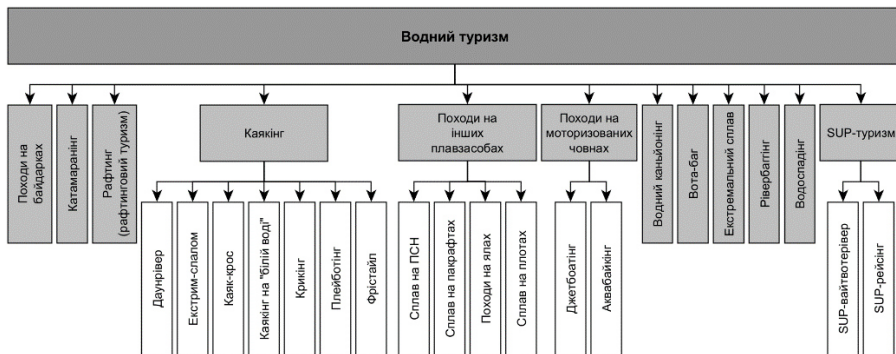 Водний туризм
Походи на
байдарках
Катамаранінг
Рафтинг
(рафтинговий туризм)
Каякінг
Походи на
інших
плавзасобах
Походи на
моторизованих
човнах
Водний каньйонінг
Вота-баг
Екстремальний сплав
Рівербаггінг
Водоспадінг
SUP-туризм
Даунрівер
Екстрим-слалом
Каяк-крос
Каякінг на "білій воді"
Крикінг
Плейботінг
Фрістайл
Сплав на ПСН
Сплав на пакрафтах
Походи на ялах
Сплав на плотах
Джетбоатінг
Аквабайкінг
SUP-вайтвотерівер
SUP-рейсінг